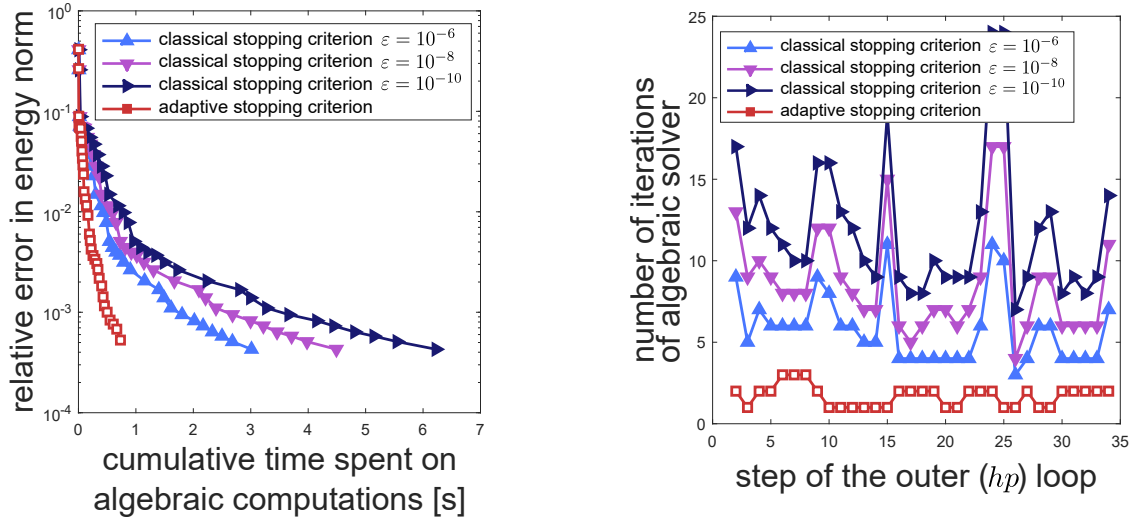 relative error in energy norm
10^0
10^-1
10^-2
10^-3
10^-4
classical stopping criterion ε = 10^-6
classical stopping criterion ε = 10^-8
classical stopping criterion ε = 10^-10
adaptive stopping criterion
0 1 2 3 4 5 6 7
cumulative time spent on
algebraic computations [s]
number of iterations
of algebraic solver
25
20
15
10
5
0
classical stopping criterion ε = 10^-6
classical stopping criterion ε = 10^-8
classical stopping criterion ε = 10^-10
adaptive stopping criterion
0 5 10 15 20 25 30 35
step of the outer (hp) loop